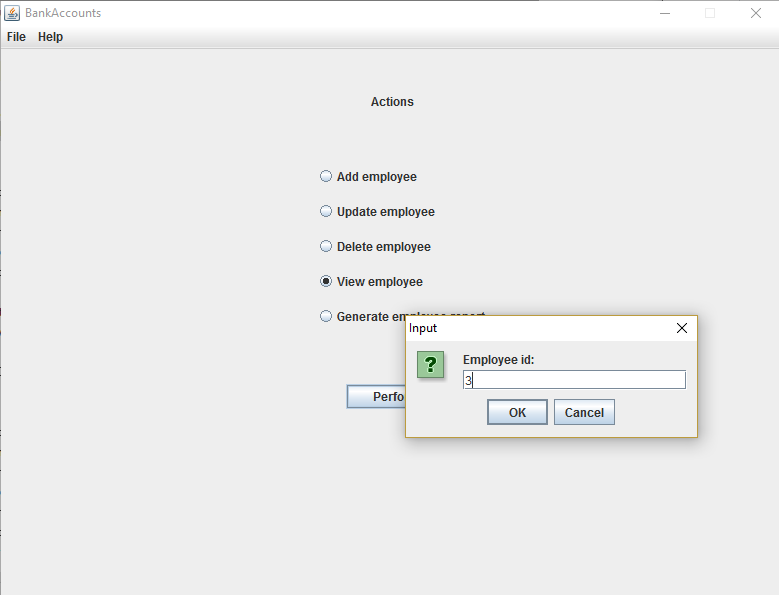 BankAccounts
File Help
Actions
Add employee
Update employee
Delete employee
View employee
Generate employee report
Input
Employee id:
3
OK Cancel